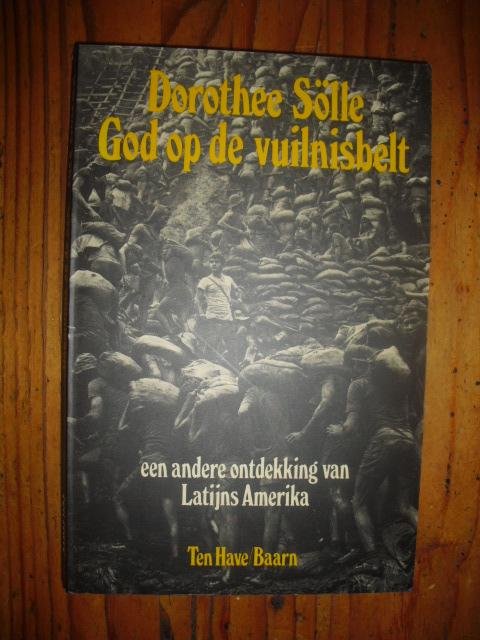 Dorothee Sölle
God op de vuilnisbelt
een andere ontdekking van
Latijns Amerika
Ten Have/Baarn